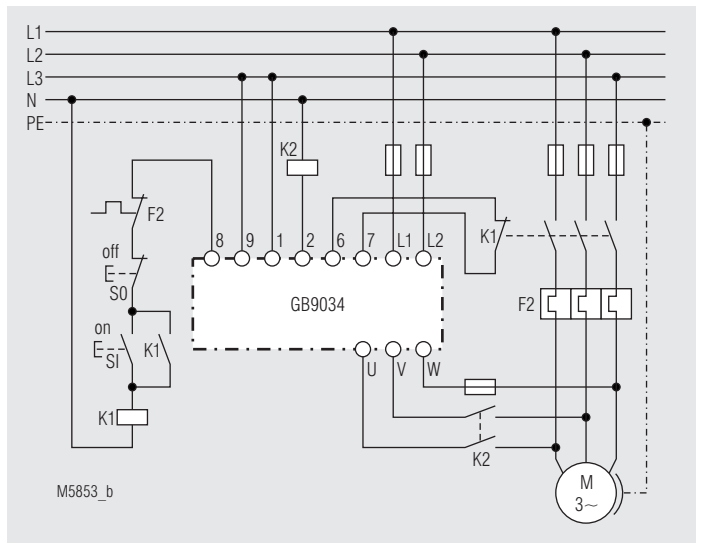 L1
L2
L3
N
PE
K2
F2
8
9
1
2
6
7
L1
L2
K1
off
E
S0
GB9034
F2
on
E
SI
K1
U
V
W
K1
K2
M5853_b
M
3~